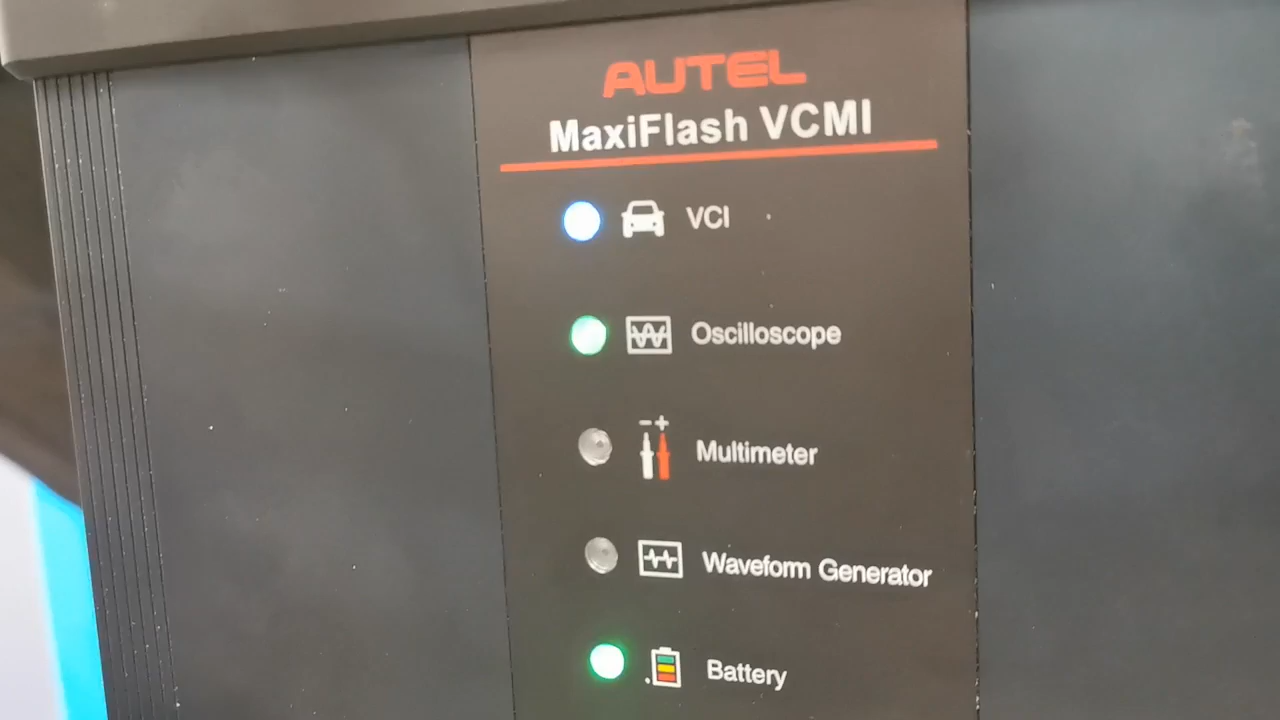 AUTEL
MaxiFlash VCMI
VCI
Oscilloscope
Multimeter
Waveform Generator
Battery